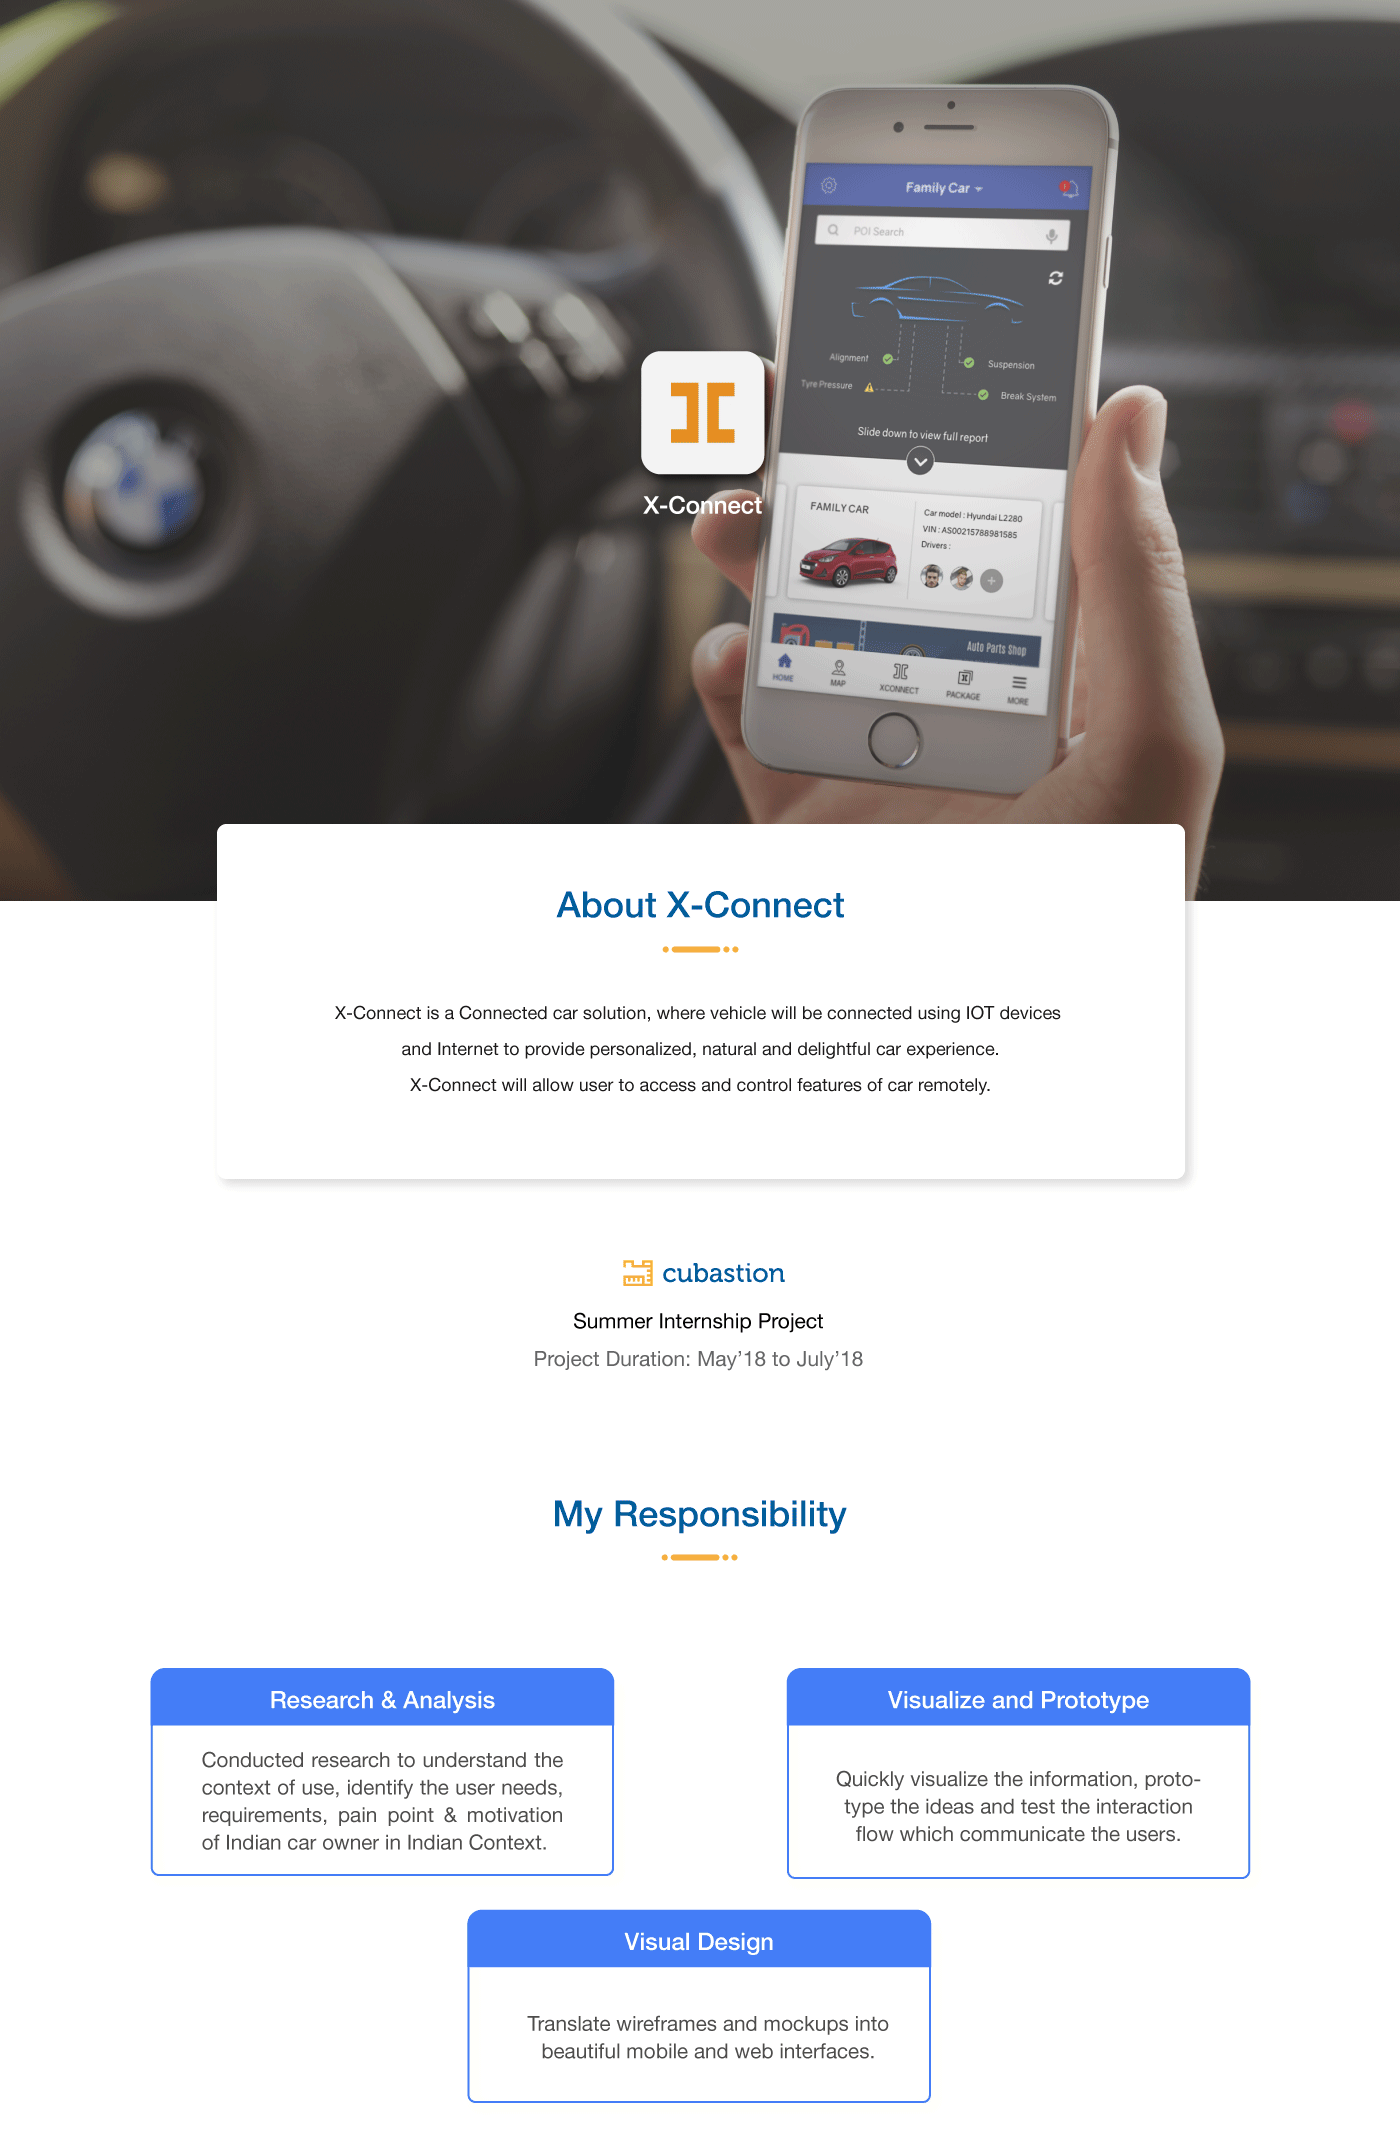 Family Car
POI Search
Alignment
Suspension
Tyre Pressure
Break System
Slide down to view full report
FAMILY CAR
Car model : Hyundai L2280
VIN : AS00215788981585
Drivers :
Auto Parts Shop
HOME
MAP
XCONNECT
PACKAGE
MORE
X-Connect
About X-Connect
X-Connect is a Connected car solution, where vehicle will be connected using IOT devices
and Internet to provide personalized, natural and delightful car experience.
X-Connect will allow user to access and control features of car remotely.
cubastion
Summer Internship Project
Project Duration: May’18 to July’18
My Responsibility
Research & Analysis
Conducted research to understand the
context of use, identify the user needs,
requirements, pain point & motivation
of Indian car owner in Indian Context.
Visualize and Prototype
Quickly visualize the information, proto-
type the ideas and test the interaction
flow which communicate the users.
Visual Design
Translate wireframes and mockups into
beautiful mobile and web interfaces.